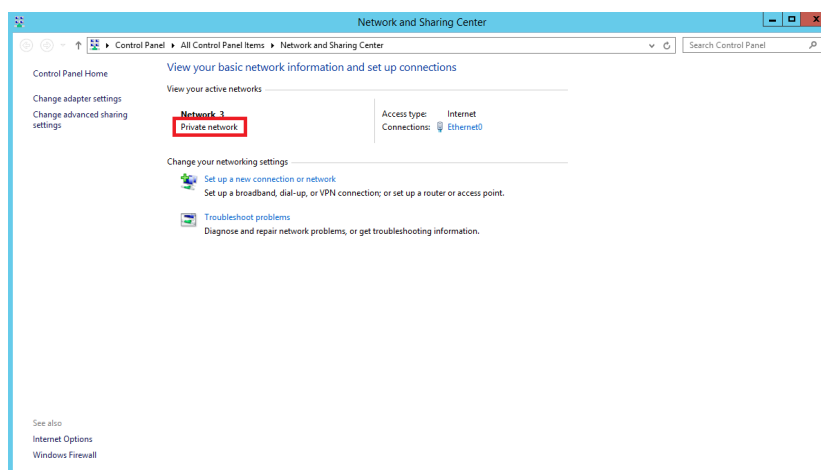 Network and Sharing Center
Control Panel ▸ All Control Panel Items ▸ Network and Sharing Center
Search Control Panel
Control Panel Home
Change adapter settings
Change advanced sharing
settings
View your basic network information and set up connections
View your active networks
Network 3
Private network
Access type: Internet
Connections: Ethernet0
Change your networking settings
Set up a new connection or network
Set up a broadband, dial-up, or VPN connection; or set up a router or access point.
Troubleshoot problems
Diagnose and repair network problems, or get troubleshooting information.
See also
Internet Options
Windows Firewall